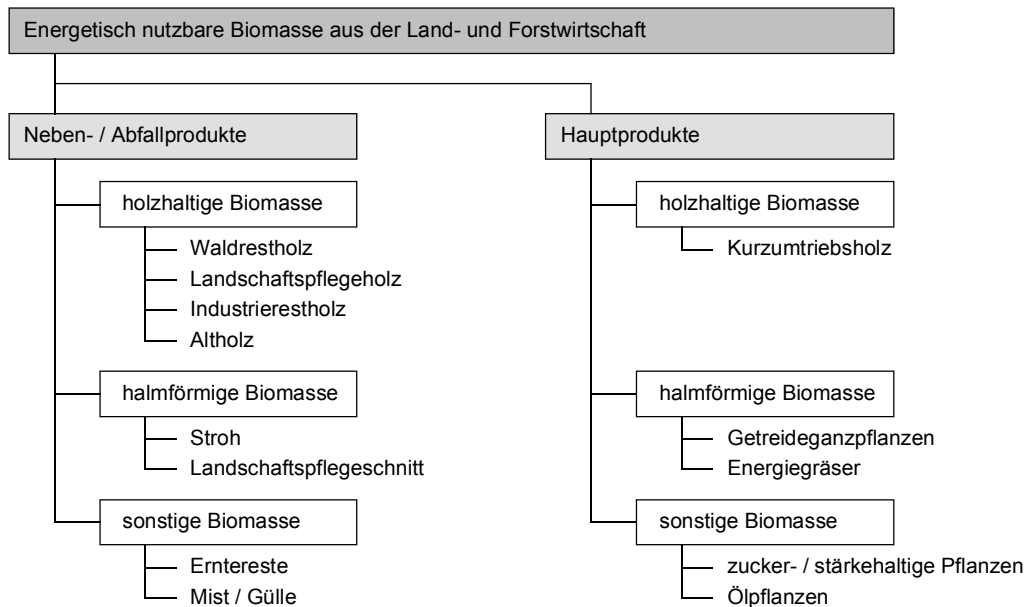 Energetisch nutzbare Biomasse aus der Land- und Forstwirtschaft
Neben- / Abfallprodukte
holzhaltige Biomasse
Waldrestholz
Landschaftspflegeholz
Industrierestholz
Altholz
halmförmige Biomasse
Stroh
Landschaftspflegeschnitt
sonstige Biomasse
Erntereste
Mist / Gülle
Hauptprodukte
holzhaltige Biomasse
Kurzumtriebsholz
halmförmige Biomasse
Getreideganzpflanzen
Energiegräser
sonstige Biomasse
zucker- / stärkehaltige Pflanzen
Ölpflanzen